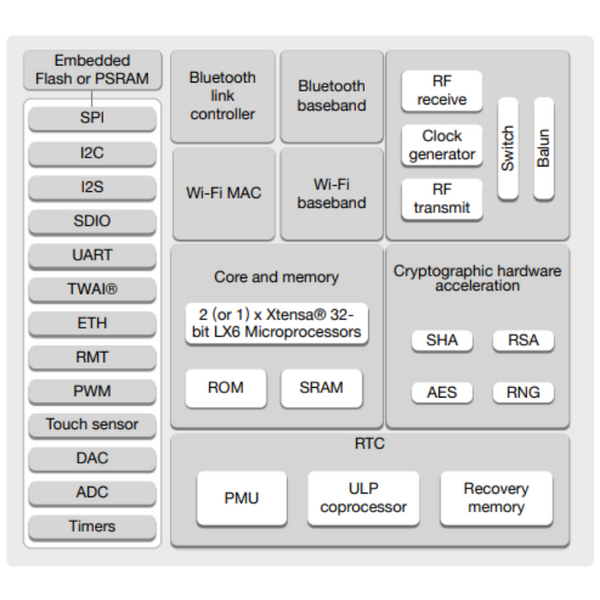 Embedded
Flash or PSRAM
SPI
I2C
I2S
SDIO
UART
TWAI®
ETH
RMT
PWM
Touch sensor
DAC
ADC
Timers
Bluetooth
link
controller
Bluetooth
baseband
Wi-Fi MAC
Wi-Fi
baseband
RF
receive
Clock
generator
RF
transmit
Switch
Balun
Core and memory
2 (or 1) x Xtensa® 32-
bit LX6 Microprocessors
ROM
SRAM
Cryptographic hardware
acceleration
SHA
RSA
AES
RNG
RTC
PMU
ULP
coprocessor
Recovery
memory